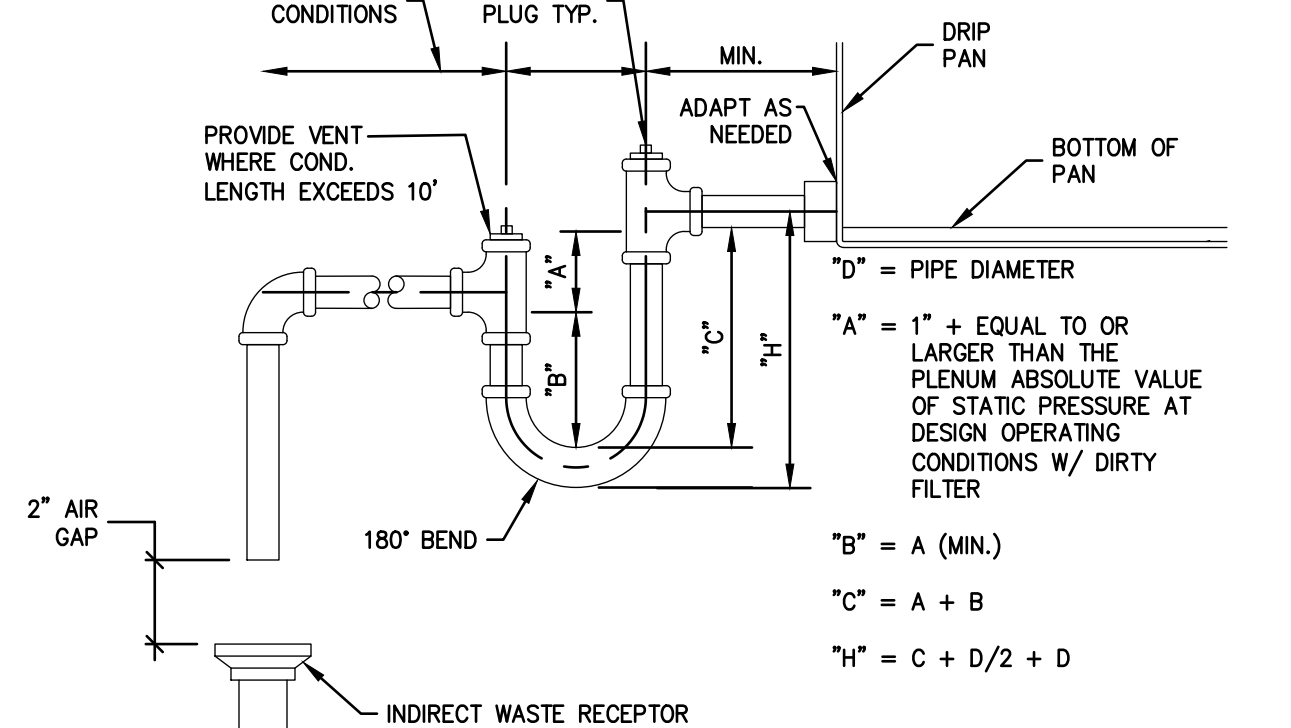 CONDITIONS
PLUG TYP.
MIN.
DRIP
PAN
ADAPT AS
NEEDED
PROVIDE VENT
WHERE COND.
LENGTH EXCEEDS 10'
BOTTOM OF
PAN
"A"
"B"
"C"
"H"
"D" = PIPE DIAMETER
"A" = 1" + EQUAL TO OR
LARGER THAN THE
PLENUM ABSOLUTE VALUE
OF STATIC PRESSURE AT
DESIGN OPERATING
CONDITIONS W/ DIRTY
FILTER
"B" = A (MIN.)
"C" = A + B
"H" = C + D/2 + D
2" AIR
GAP
180° BEND
INDIRECT WASTE RECEPTOR